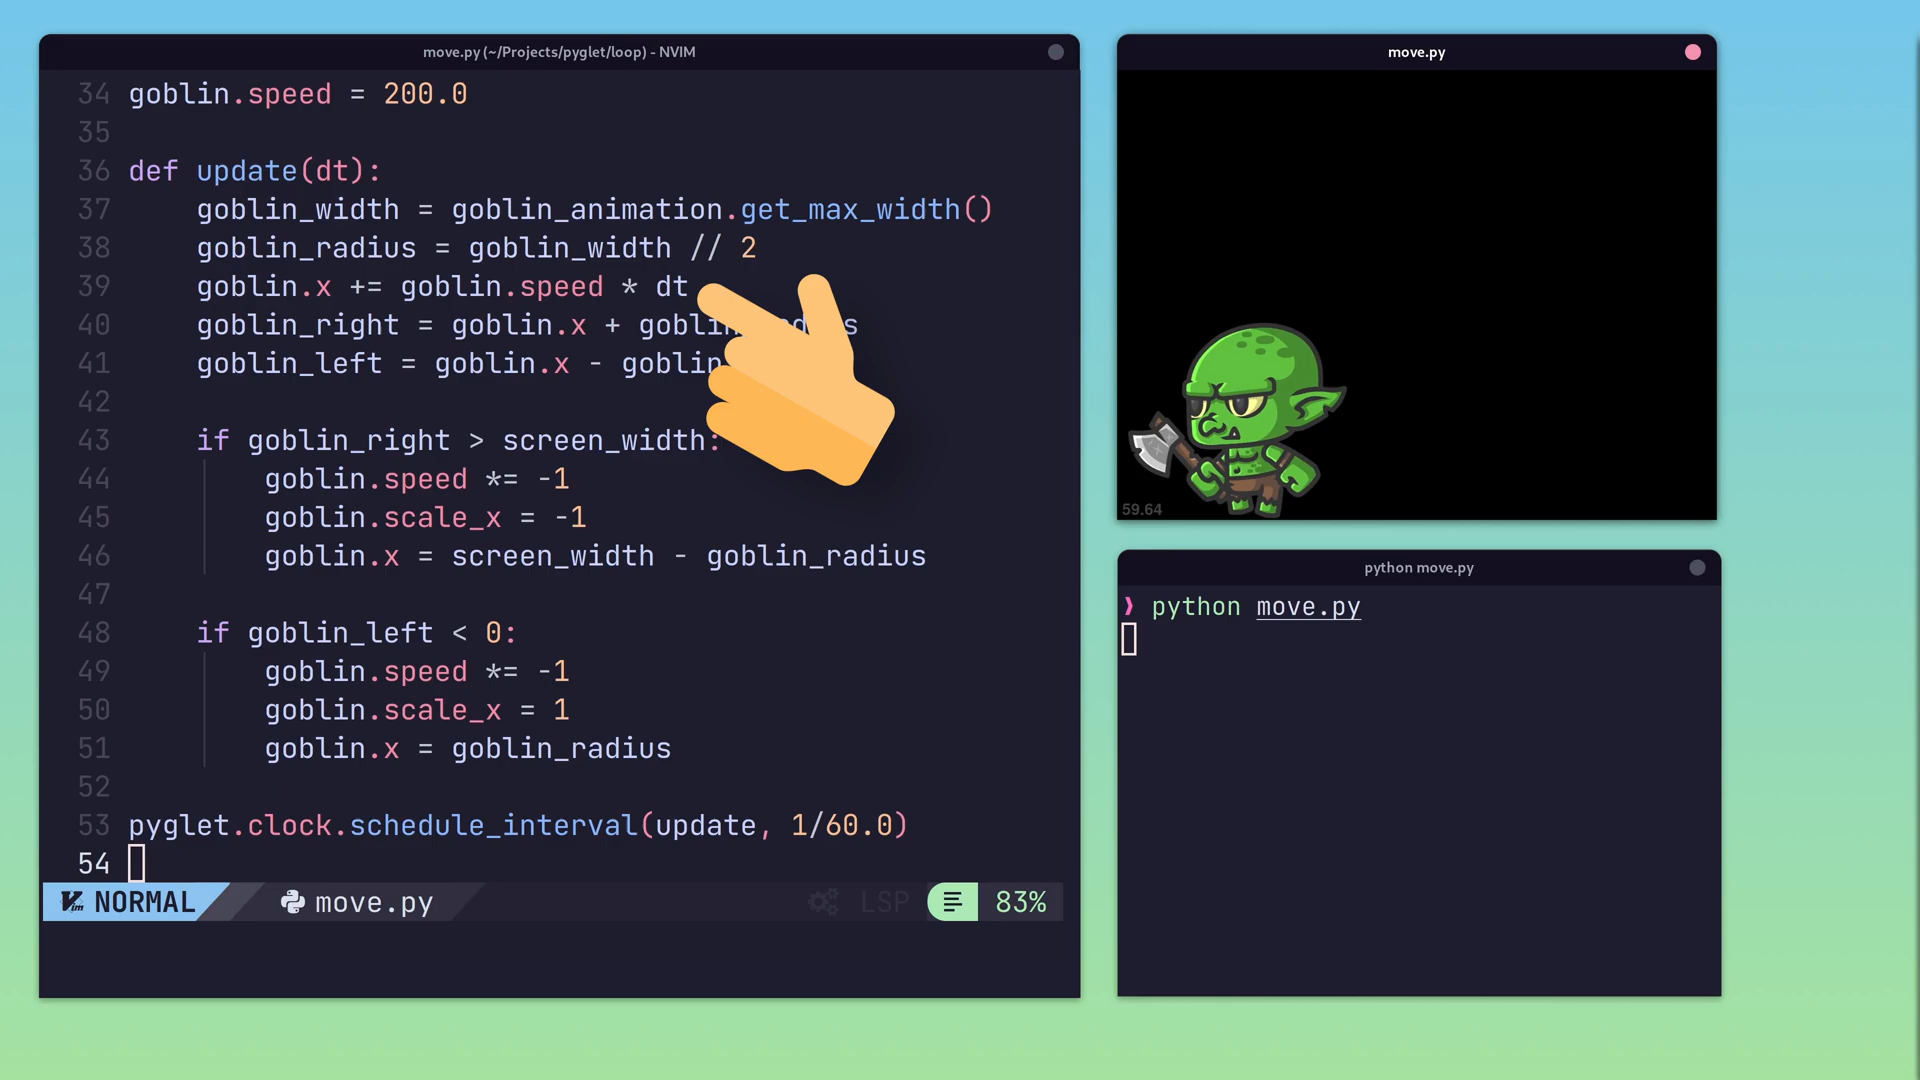 move.py (~/Projects/pyglet/loop) - NVIM
34 goblin.speed = 200.0
35
36 def update(dt):
37 goblin_width = goblin_animation.get_max_width()
38 goblin_radius = goblin_width // 2
39 goblin.x += goblin.speed * dt
40 goblin_right = goblin.x +
41 goblin_left = goblin.x -
42
43 if goblin_right > screen_width:
44 goblin.speed *= -1
45 goblin.scale_x = -1
46 goblin.x = screen_width - goblin_radius
47
48 if goblin_left < 0:
49 goblin.speed *= -1
50 goblin.scale_x = 1
51 goblin.x = goblin_radius
52
53 pyglet.clock.schedule_interval(update, 1/60.0)
54
NORMAL move.py LSP 83%
move.py
59.64
python move.py
❯ python move.py